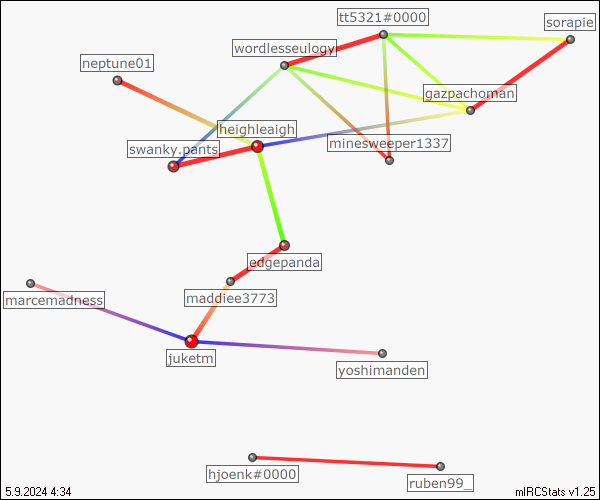 tt5321#0000
sorapie
wordlesseulogy
neptune01
gazpachoman
heighleaigh
minesweeper1337
swanky.pants
edgepanda
maddiee3773
marcemadness
juketm
yoshimanden
hjoenk#0000
ruben99_
5.9.2024 4:34
mIRCStats v1.25